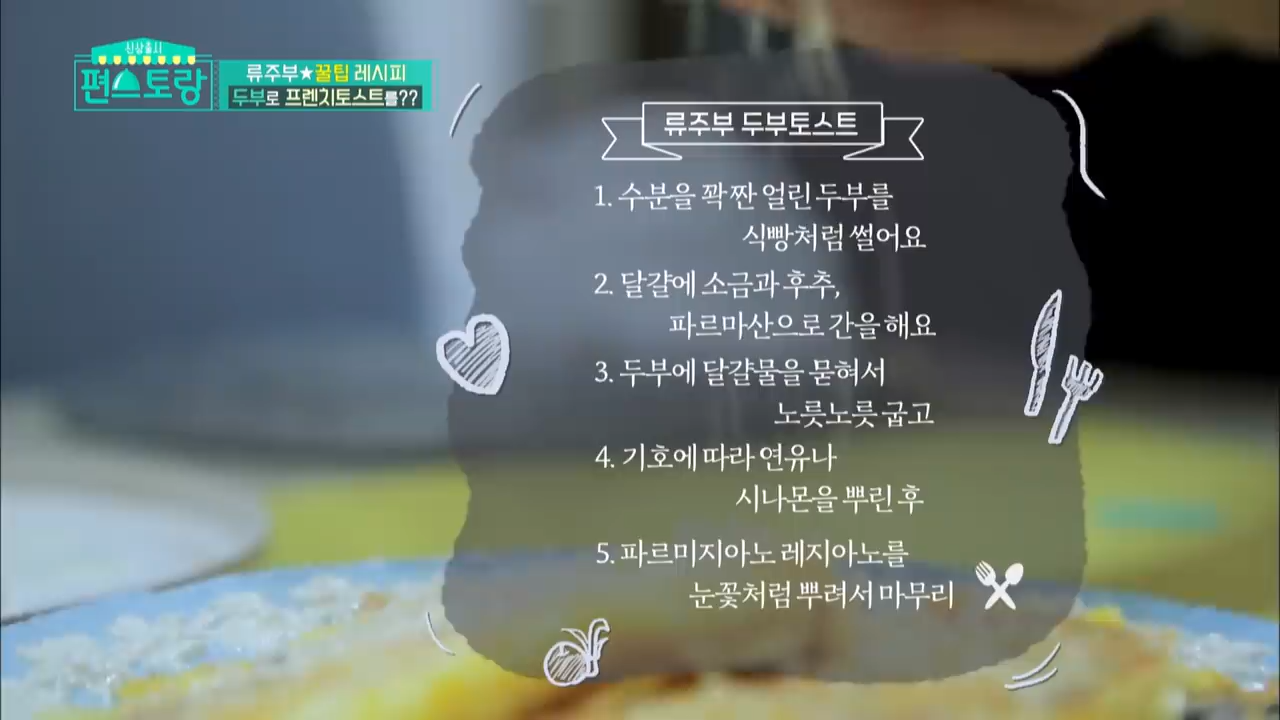 신상출시
편스토랑
류주부★꿀팁 레시피
두부로 프렌치토스트를??
류주부 두부토스트
1. 수분을 꽉 짠 얼린 두부를
식빵처럼 썰어요
2. 달걀에 소금과 후추,
파르마산으로 간을 해요
3. 두부에 달걀물을 묻혀서
노릇노릇 굽고
4. 기호에 따라 연유나
시나몬을 뿌린 후
5. 파르미지아노 레지아노를
눈꽃처럼 뿌려서 마무리